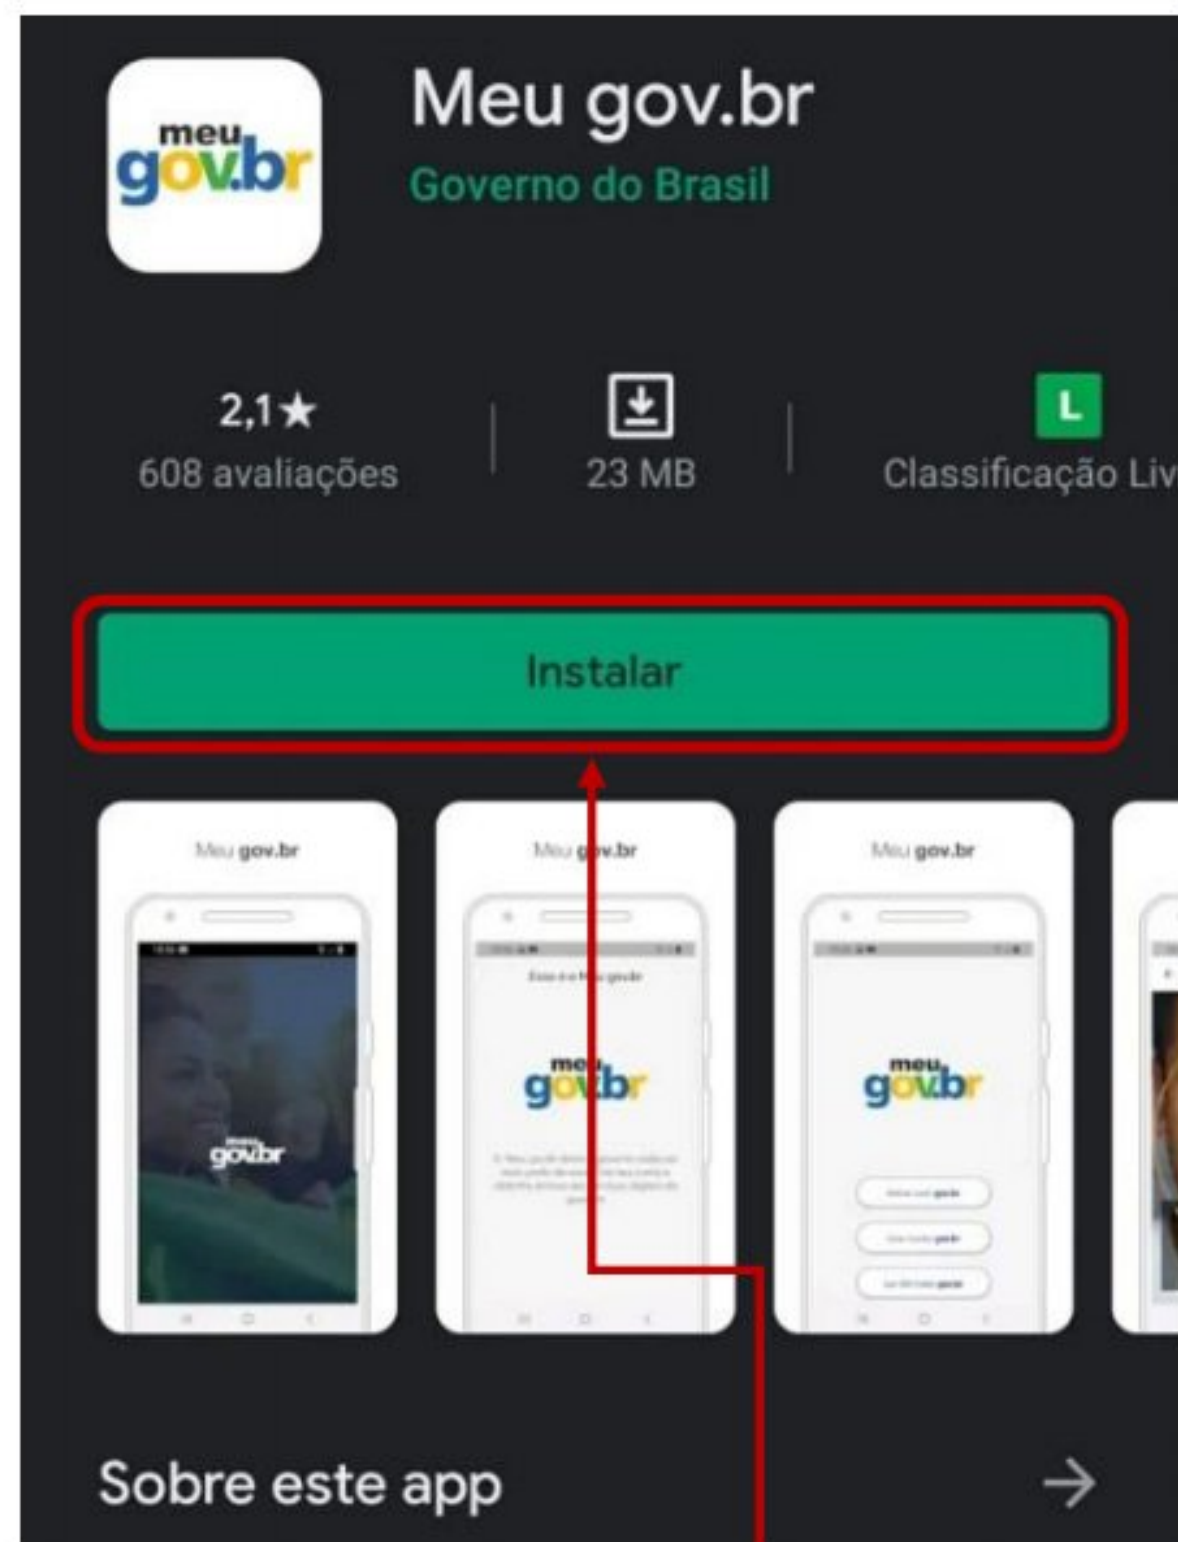 meu
gov.br
Meu gov.br
Governo do Brasil
2,1★
608 avaliações
23 MB
L
Classificação Liv
Instalar
Meu gov.br
Meu gov.br
Meu gov.br
meu
gov.br
meu
gov.br
meu
gov.br
Sobre este app